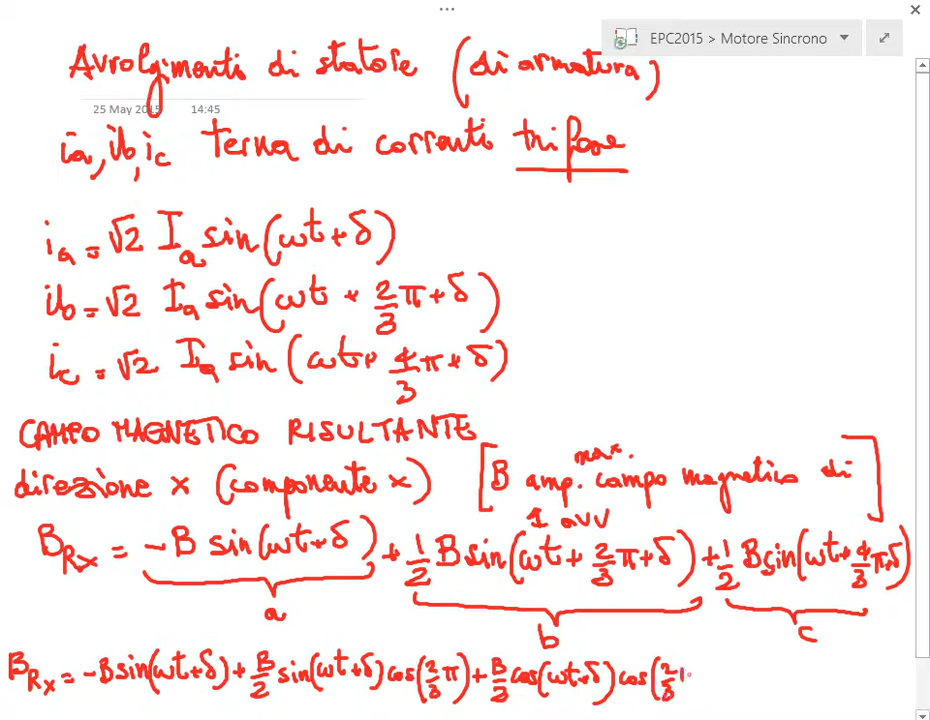 EPC2015 > Motore Sincrono
Avvolgimenti di statore (di armatura)
25 May 2015 14:45
ia, ib, ic terna di correnti trifase
ia = √2 Ia sin(ωt+δ)
ib = √2 Ia sin(ωt + 2/3 π + δ)
ic = √2 Ia sin(ωt + 4/3 π + δ)
CAMPO MAGNETICO RISULTANTE
direzione x (componente x) [B amp. max. campo magnetico di 1 avv]
B_Rx = -B sin(ωt+δ) + 1/2 B sin(ωt + 2/3 π + δ) + 1/2 B sin(ωt + 4/3 π + δ)
a b c
B_Rx = -B sin(ωt+δ) + B/2 sin(ωt+δ) cos(2/3 π) + B/2 cos(ωt+δ) cos(2/3